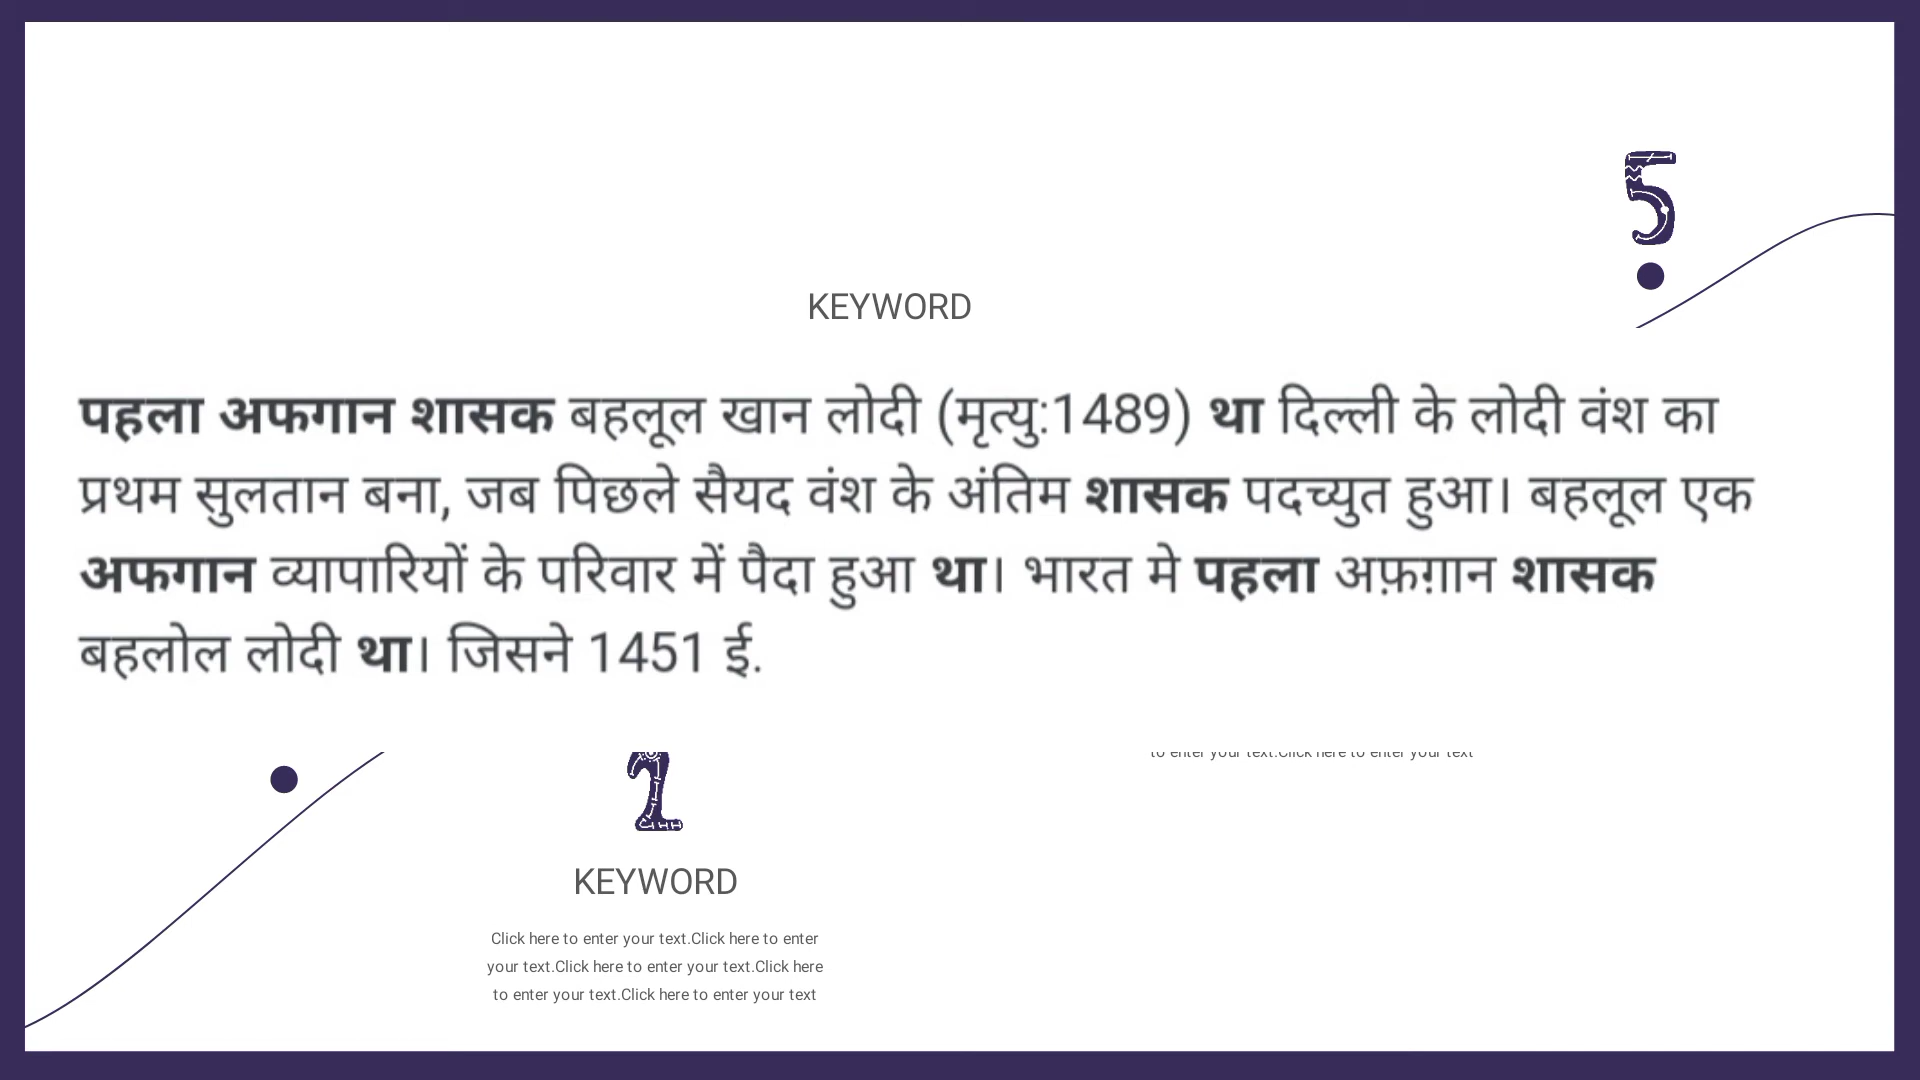 5
KEYWORD
पहला अफगान शासक बहलूल खान लोदी (मृत्यु:1489) था दिल्ली के लोदी वंश का
प्रथम सुलतान बना, जब पिछले सैयद वंश के अंतिम शासक पदच्युत हुआ। बहलूल एक
अफगान व्यापारियों के परिवार में पैदा हुआ था। भारत मे पहला अफ़ग़ान शासक
बहलोल लोदी था। जिसने 1451 ई.
to enter your text.Click here to enter your text
2
KEYWORD
Click here to enter your text.Click here to enter
your text.Click here to enter your text.Click here
to enter your text.Click here to enter your text